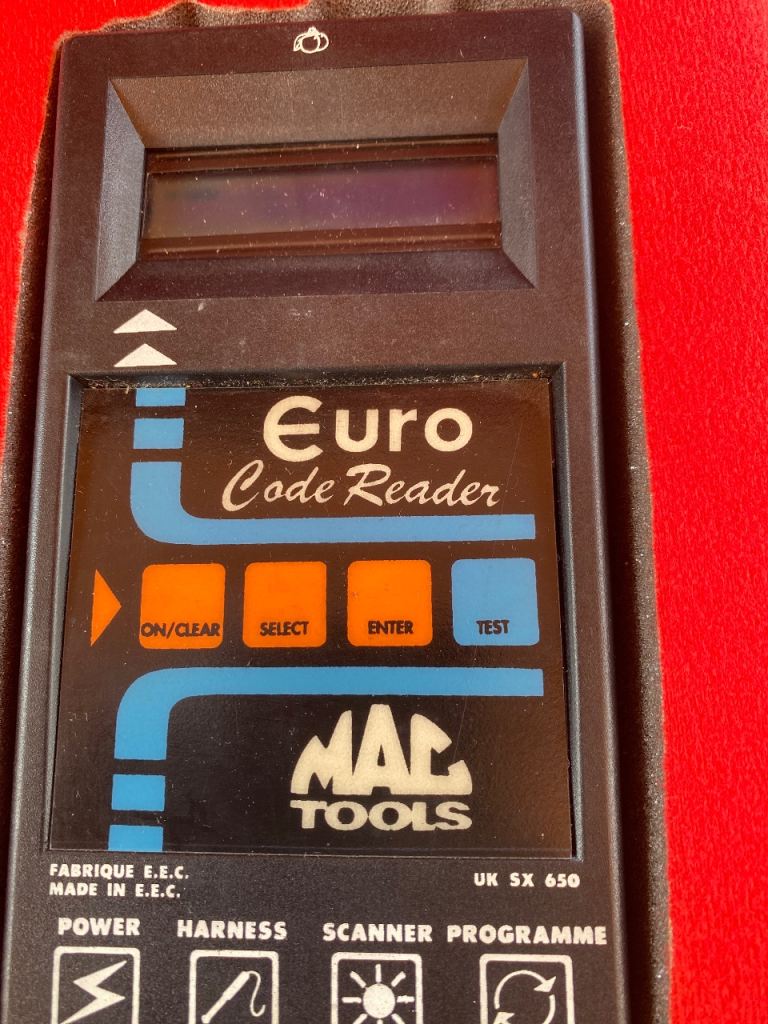 Euro
Code Reader
ON/CLEAR SELECT ENTER TEST
MAC
TOOLS
FABRIQUE E.E.C.
MADE IN E.E.C.
UK SX 650
POWER HARNESS SCANNER PROGRAMME